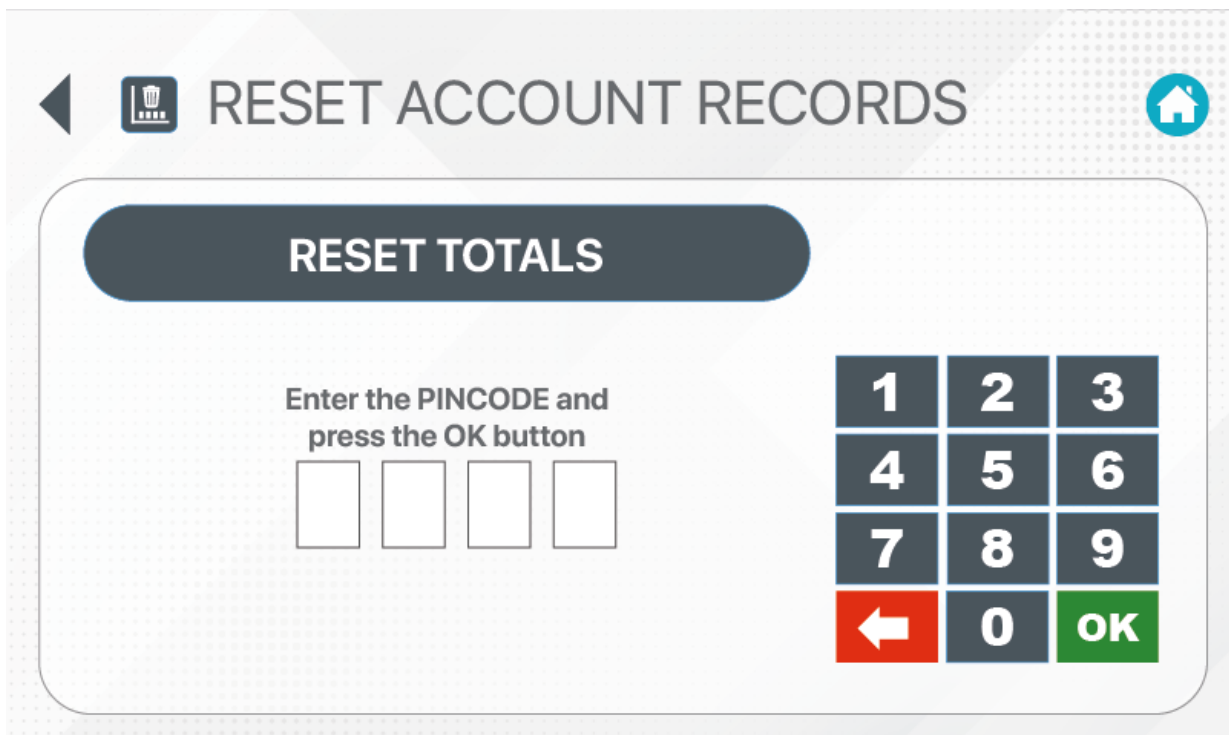 RESET ACCOUNT RECORDS
RESET TOTALS
Enter the PINCODE and
press the OK button
1 2 3
4 5 6
7 8 9
0 OK